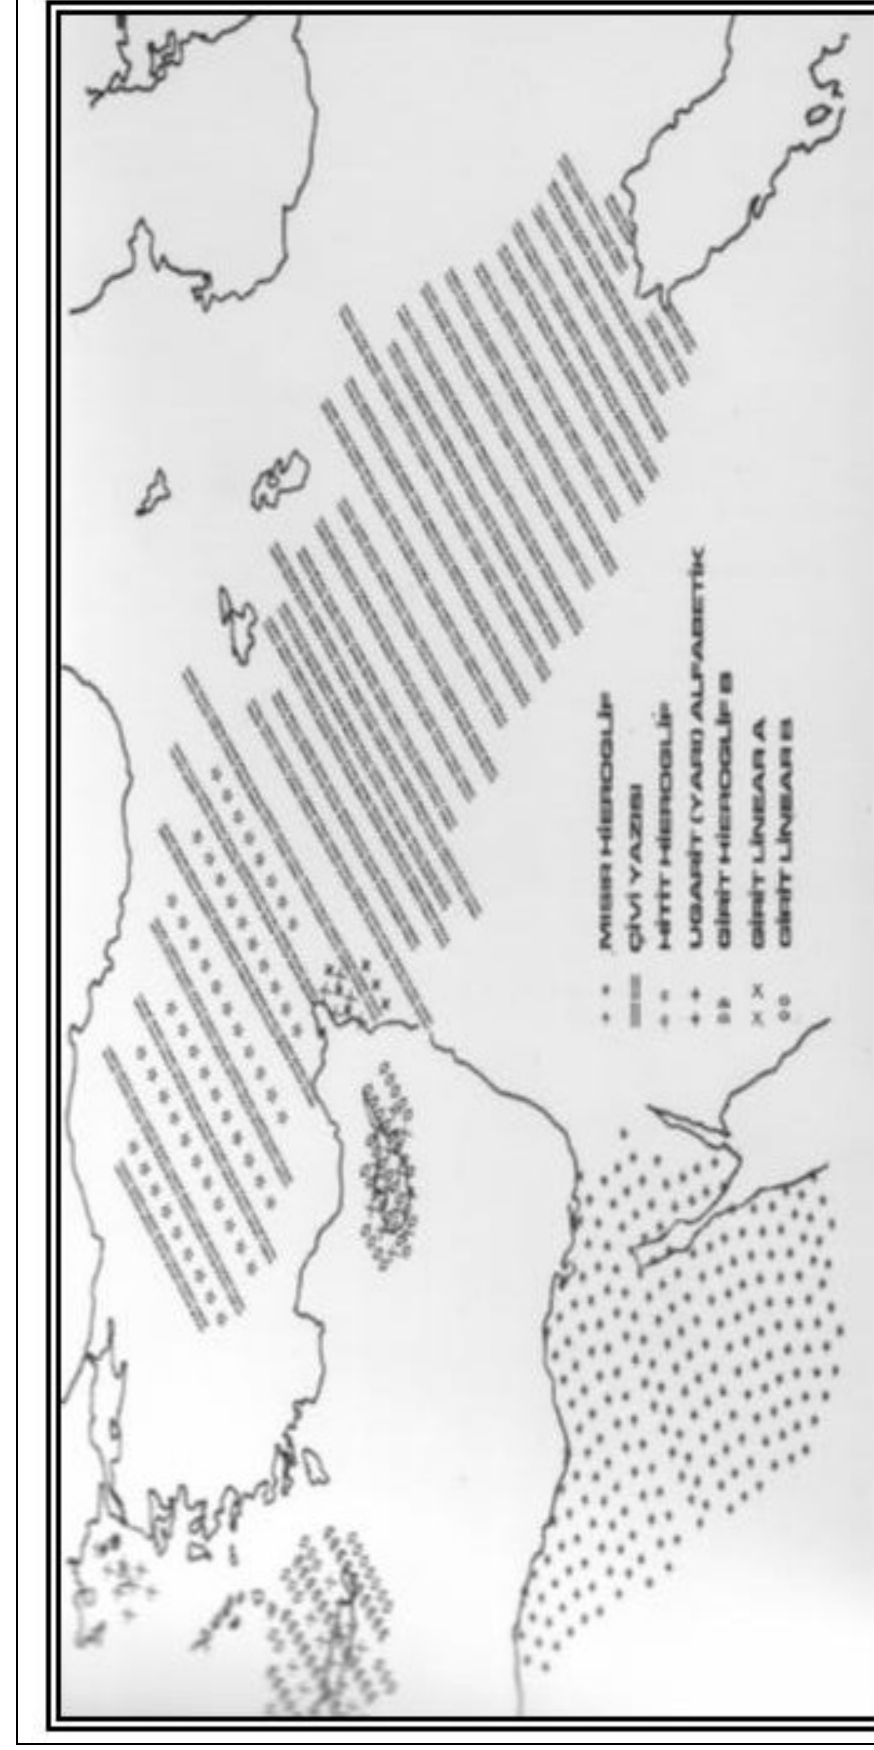 MISIR HİEROGLİF
ÇİVİ YAZISI
HİTİT HİEROGLİF
UGARİT (YARI) ALFABETİK
GİRİT HİEROGLİF B
GİRİT LİNEAR A
GİRİT LİNEAR B